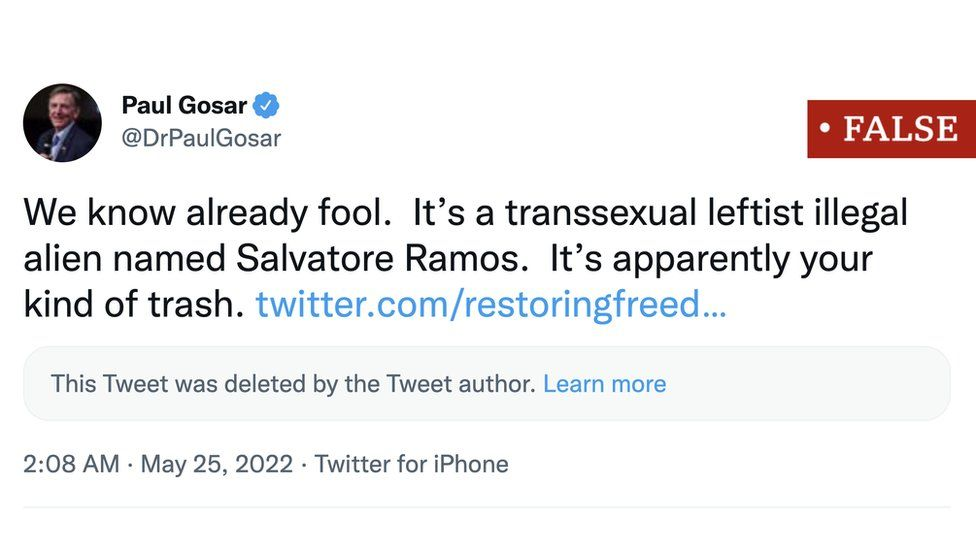 Paul Gosar
@DrPaulGosar
• FALSE
We know already fool.  It’s a transsexual leftist illegal
alien named Salvatore Ramos.  It’s apparently your
kind of trash. twitter.com/restoringfreed…
This Tweet was deleted by the Tweet author. Learn more
2:08 AM · May 25, 2022 · Twitter for iPhone